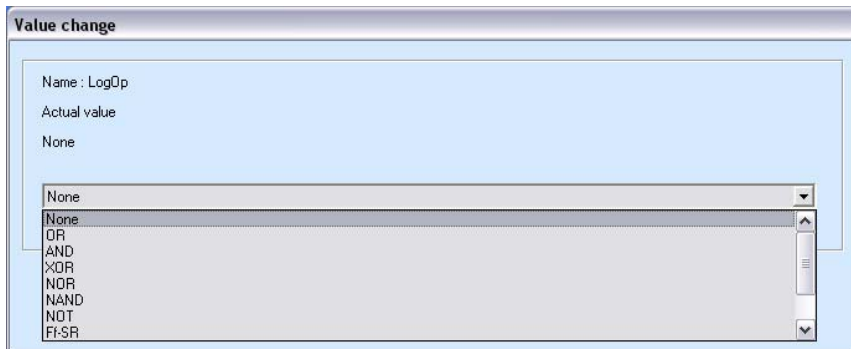 Value change
Name : LogOp
Actual value
None
None
None
OR
AND
XOR
NOR
NAND
NOT
Ff-SR